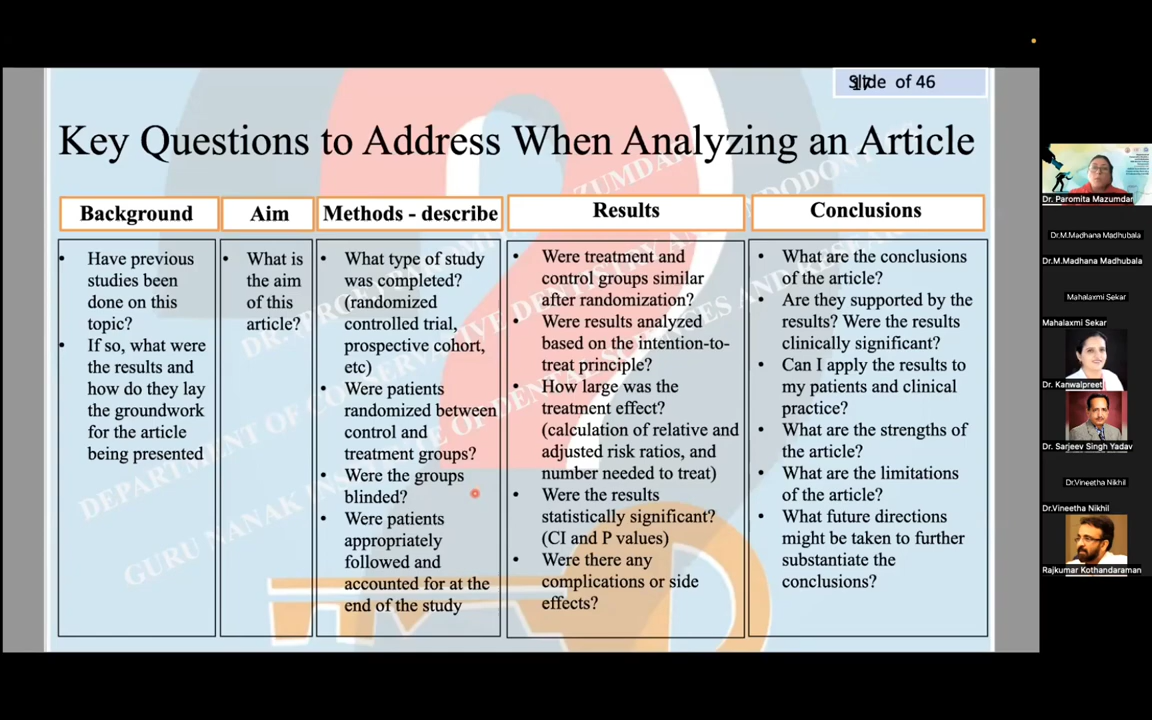 Slide 17 of 46
Key Questions to Address When Analyzing an Article
Background
Aim
Methods - describe
Results
Conclusions
• Have previous
studies been
done on this
topic?
• If so, what were
the results and
how do they lay
the groundwork
for the article
being presented
• What is
the aim
of this
article?
• What type of study
was completed?
(randomized
controlled trial,
prospective cohort,
etc)
• Were patients
randomized between
control and
treatment groups?
• Were the groups
blinded?
• Were patients
appropriately
followed and
accounted for at the
end of the study
• Were treatment and
control groups similar
after randomization?
• Were results analyzed
based on the intention-to-
treat principle?
• How large was the
treatment effect?
(calculation of relative and
adjusted risk ratios, and
number needed to treat)
• Were the results
statistically significant?
(CI and P values)
• Were there any
complications or side
effects?
• What are the conclusions
of the article?
• Are they supported by the
results? Were the results
clinically significant?
• Can I apply the results to
my patients and clinical
practice?
• What are the strengths of
the article?
• What are the limitations
of the article?
• What future directions
might be taken to further
substantiate the
conclusions?
Dr. Paromita Mazumdar
Dr.M.Madhana Madhubala
Dr.M.Madhana Madhubala
Mahalaxmi Sekar
Mahalaxmi Sekar
Dr. Kanwalpreet
Dr. Sarjeev Singh Yadav
Dr.Vineetha Nikhil
Dr.Vineetha Nikhil
Rajkumar Kothandaraman